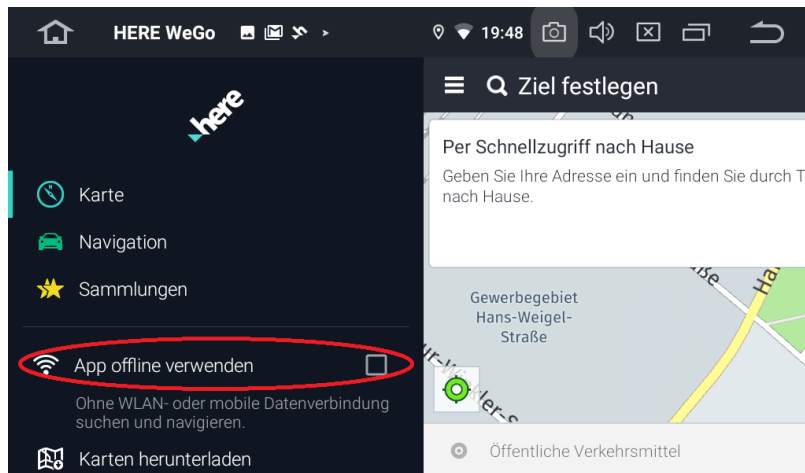 HERE WeGo
19:48
here
Karte
Navigation
Sammlungen
App offline verwenden
Ohne WLAN- oder mobile Datenverbindung
suchen und navigieren.
Karten herunterladen
Ziel festlegen
Per Schnellzugriff nach Hause
Geben Sie Ihre Adresse ein und finden Sie durch T
nach Hause.
Gewerbegebiet
Hans-Weigel-
Straße
Öffentliche Verkehrsmittel